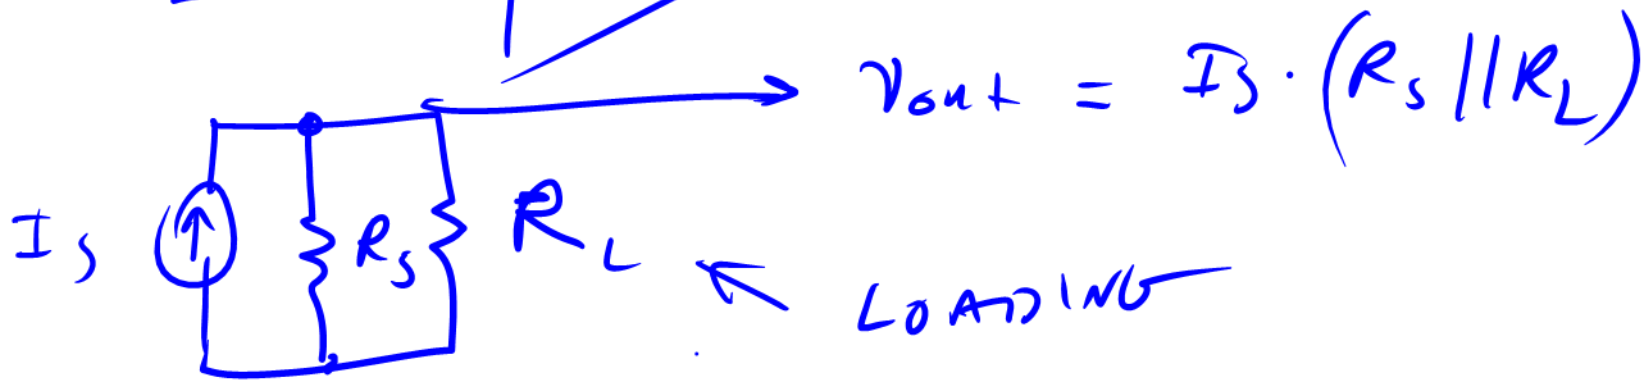 Vout = Is · (Rs // RL)
Is
Rs
RL
LOADING